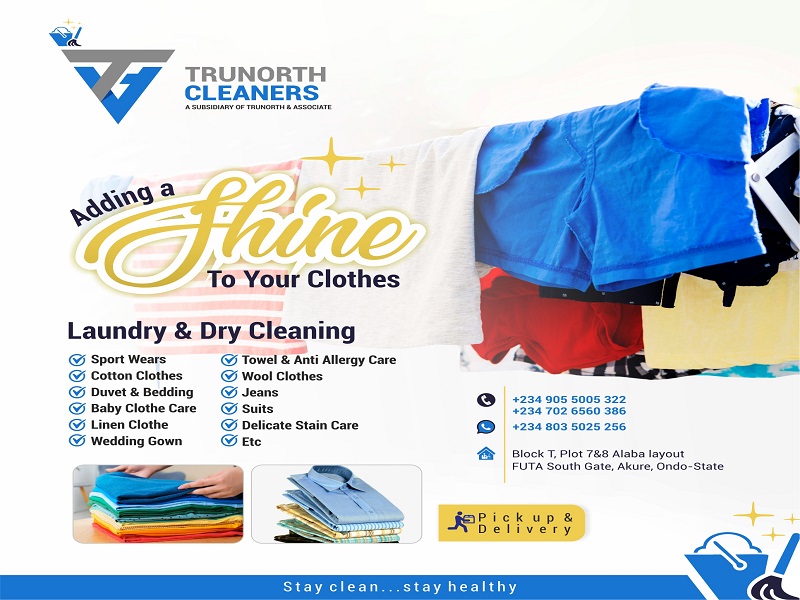 TRUNORTH
CLEANERS
A SUBSIDIARY OF TRUNORTH & ASSOCIATE
Adding a
Shine
To Your Clothes
Laundry & Dry Cleaning
Sport Wears
Cotton Clothes
Duvet & Bedding
Baby Clothe Care
Linen Clothe
Wedding Gown
Towel & Anti Allergy Care
Wool Clothes
Jeans
Suits
Delicate Stain Care
Etc
+234 905 5005 322
+234 702 6560 386
+234 803 5025 256
Block T, Plot 7&8 Alaba layout
FUTA South Gate, Akure, Ondo-State
Pickup &
Delivery
Stay clean...stay healthy